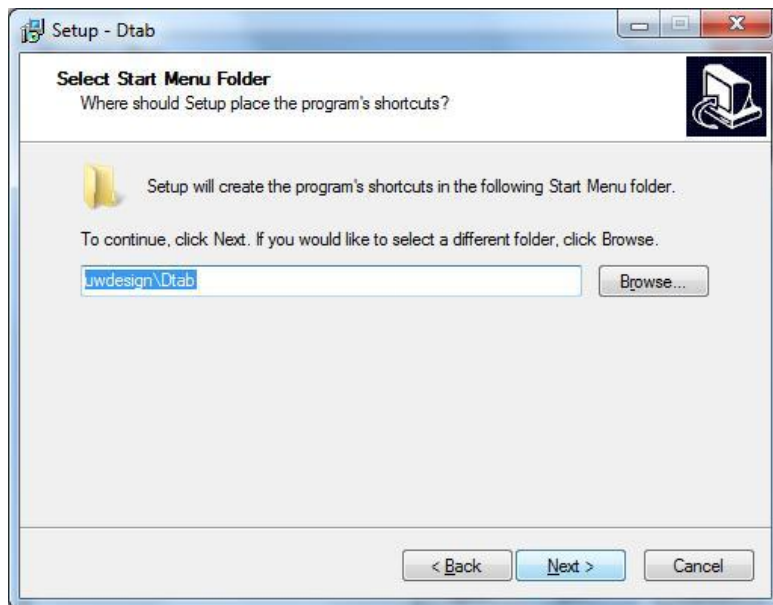 Setup - Dtab
Select Start Menu Folder
Where should Setup place the program's shortcuts?
Setup will create the program's shortcuts in the following Start Menu folder.
To continue, click Next. If you would like to select a different folder, click Browse.
uwdesign\Dtab
Browse...
< Back
Next >
Cancel